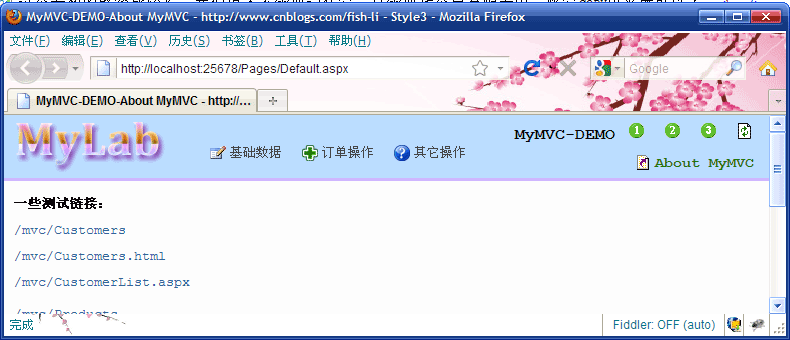 MyMVC-DEMO-About MyMVC - http://www.cnblogs.com/fish-li - Style3 - Mozilla Firefox
文件(F) 编辑(E) 查看(V) 历史(S) 书签(B) 工具(T) 帮助(H)
http://localhost:25678/Pages/Default.aspx
Google
MyMVC-DEMO-About MyMVC - http://...
MyLab
基础数据 订单操作 其它操作
MyMVC-DEMO 1 2 3
About MyMVC
一些测试链接：
/mvc/Customers
/mvc/Customers.html
/mvc/CustomerList.aspx
/mvc/Products
完成 Fiddler: OFF (auto)